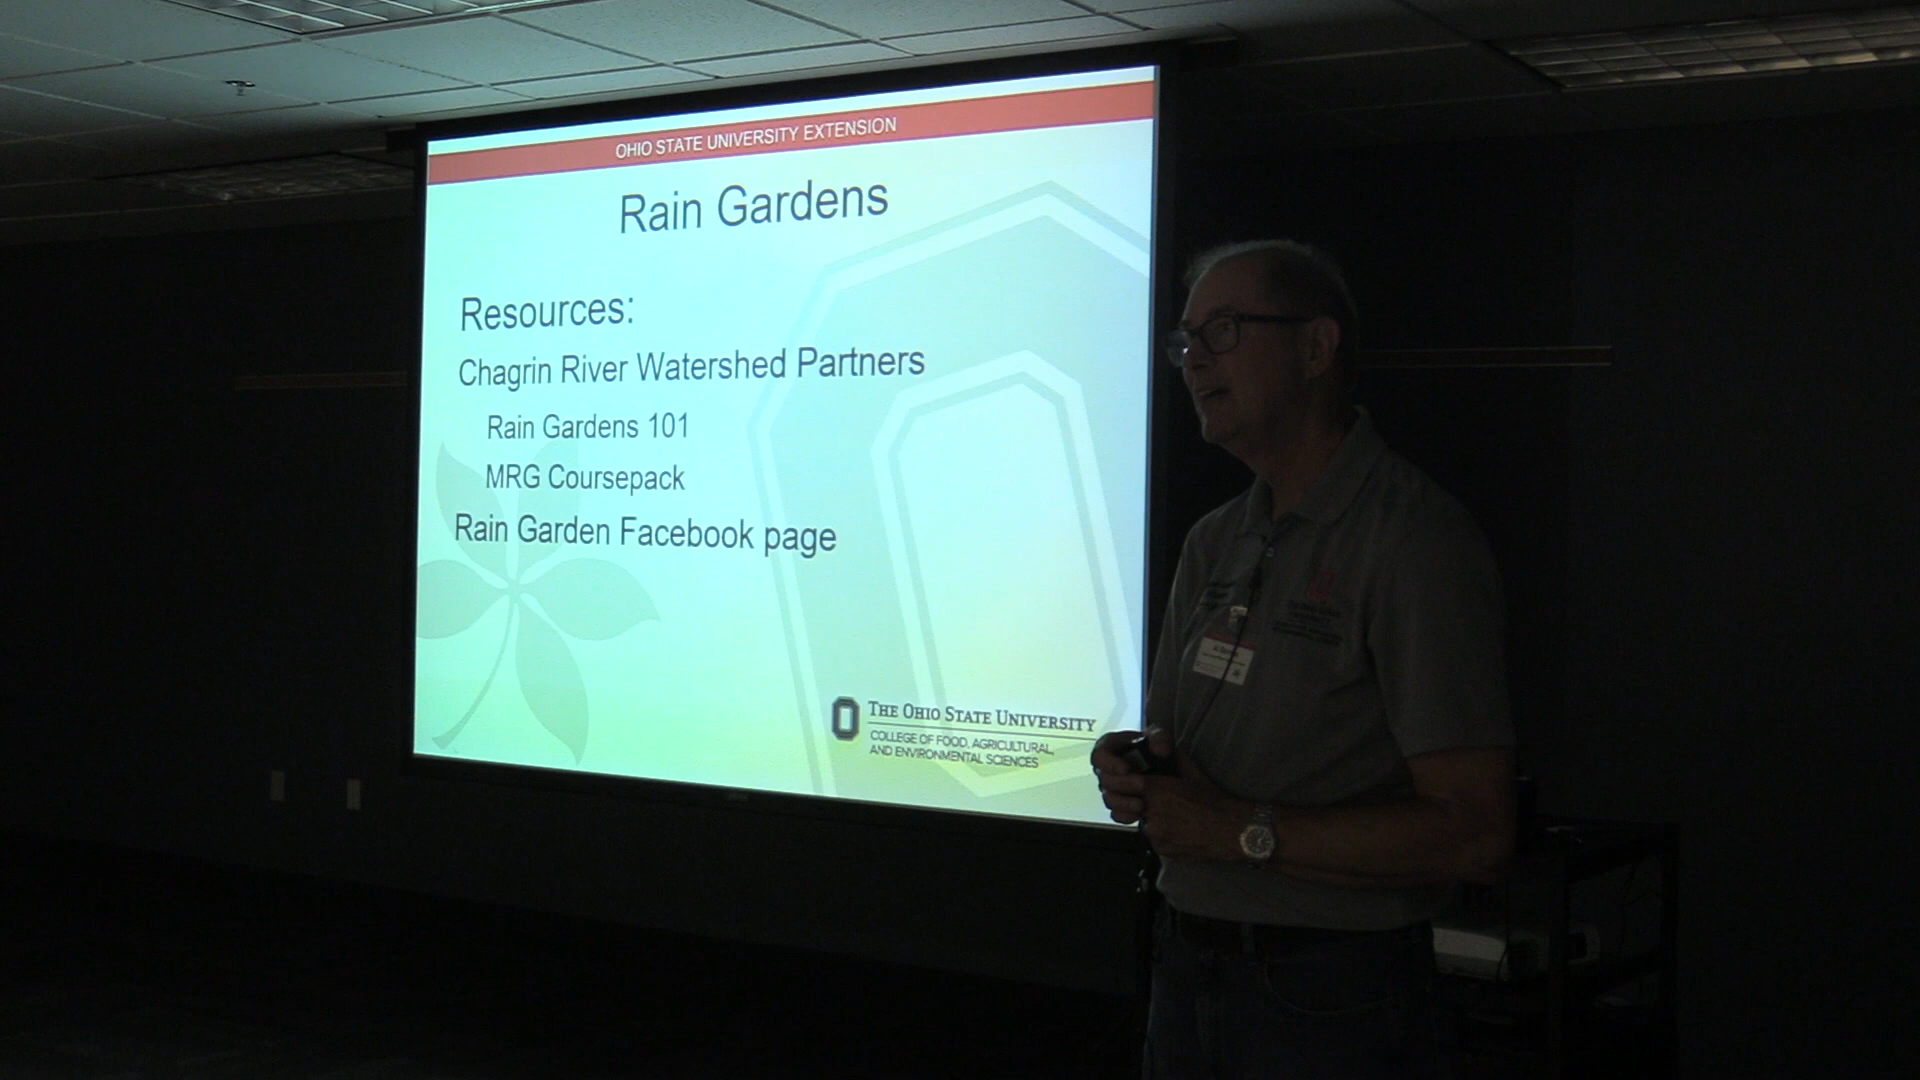 OHIO STATE UNIVERSITY EXTENSION
Rain Gardens
Resources:
Chagrin River Watershed Partners
Rain Gardens 101
MRG Coursepack
Rain Garden Facebook page
THE OHIO STATE UNIVERSITY
COLLEGE OF FOOD, AGRICULTURAL,
AND ENVIRONMENTAL SCIENCES